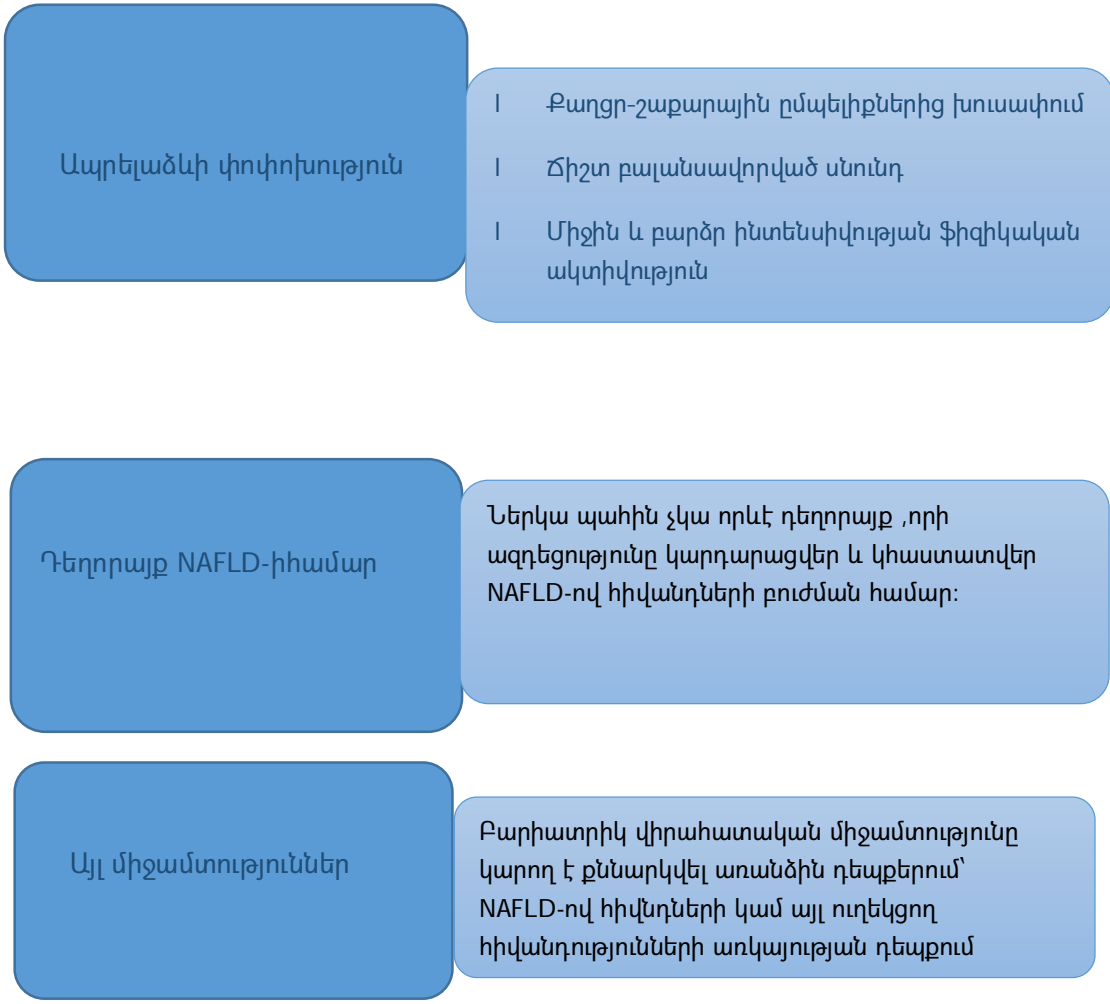 Ապրելաձևի փոփոխություն
l Քաղցր-շաքարային ըմպելիքներից խուսափում
l Ճիշտ բալանսավորված սնունդ
l Միջին և բարձր ինտենսիվության ֆիզիկական
ակտիվություն
Դեղորայք NAFLD-իհամար
Ներկա պահին չկա որևէ դեղորայք ,որի
ազդեցությունը կարդարացվեր և կհաստատվեր
NAFLD-ով հիվանդների բուժման համար։
Այլ միջամտություններ
Բարիատրիկ վիրահատական միջամտությունը
կարող է քննարկվել առանձին դեպքերում՝
NAFLD-ով հիվնդների կամ այլ ուղեկցող
հիվանդությունների առկայության դեպքում